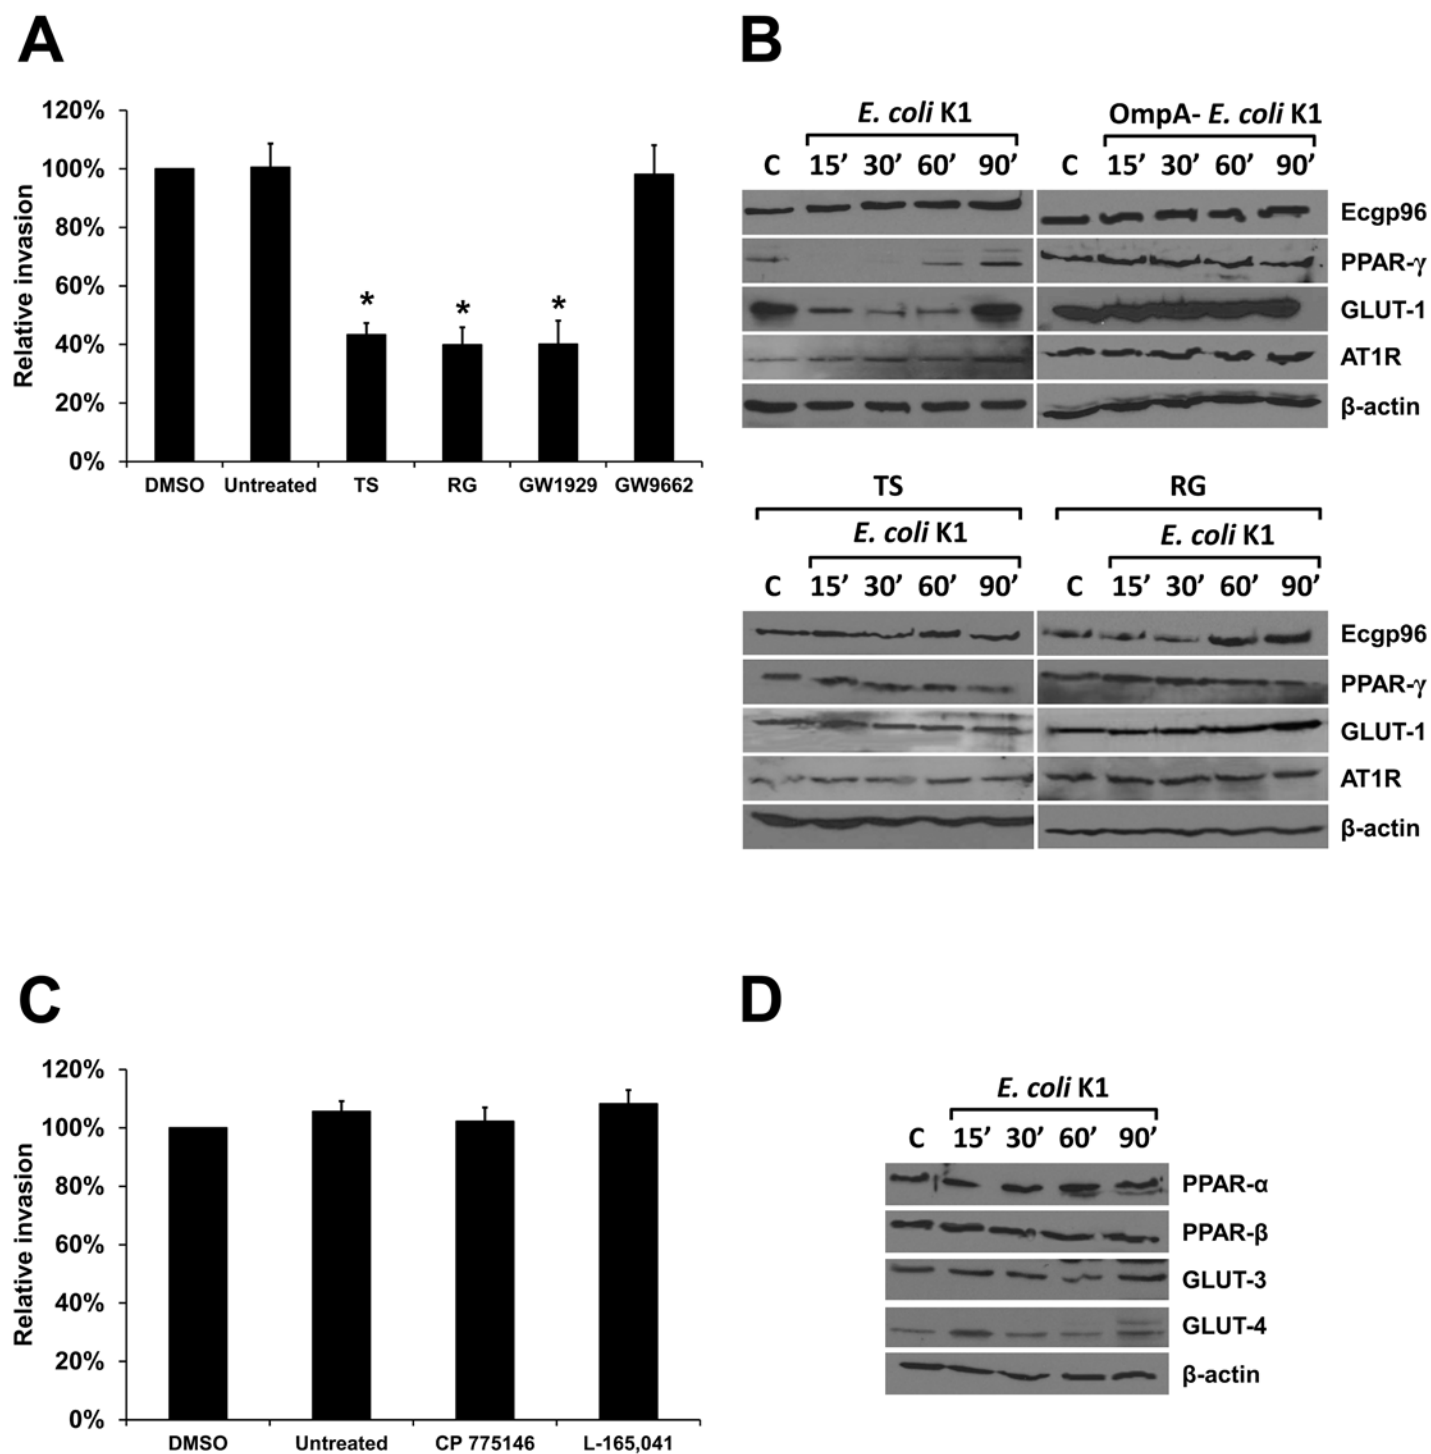 A
120%
100%
80%
60%
40%
20%
0%
Relative invasion
* * *
DMSO Untreated TS RG GW1929 GW9662
B
E. coli K1 OmpA- E. coli K1
C 15’ 30’ 60’ 90’ C 15’ 30’ 60’ 90’
Ecgp96
PPAR-γ
GLUT-1
AT1R
β-actin
TS RG
E. coli K1 E. coli K1
C 15’ 30’ 60’ 90’ C 15’ 30’ 60’ 90’
Ecgp96
PPAR-γ
GLUT-1
AT1R
β-actin
C
120%
100%
80%
60%
40%
20%
0%
Relative invasion
DMSO Untreated CP 775146 L-165,041
D
E. coli K1
C 15’ 30’ 60’ 90’
PPAR-α
PPAR-β
GLUT-3
GLUT-4
β-actin